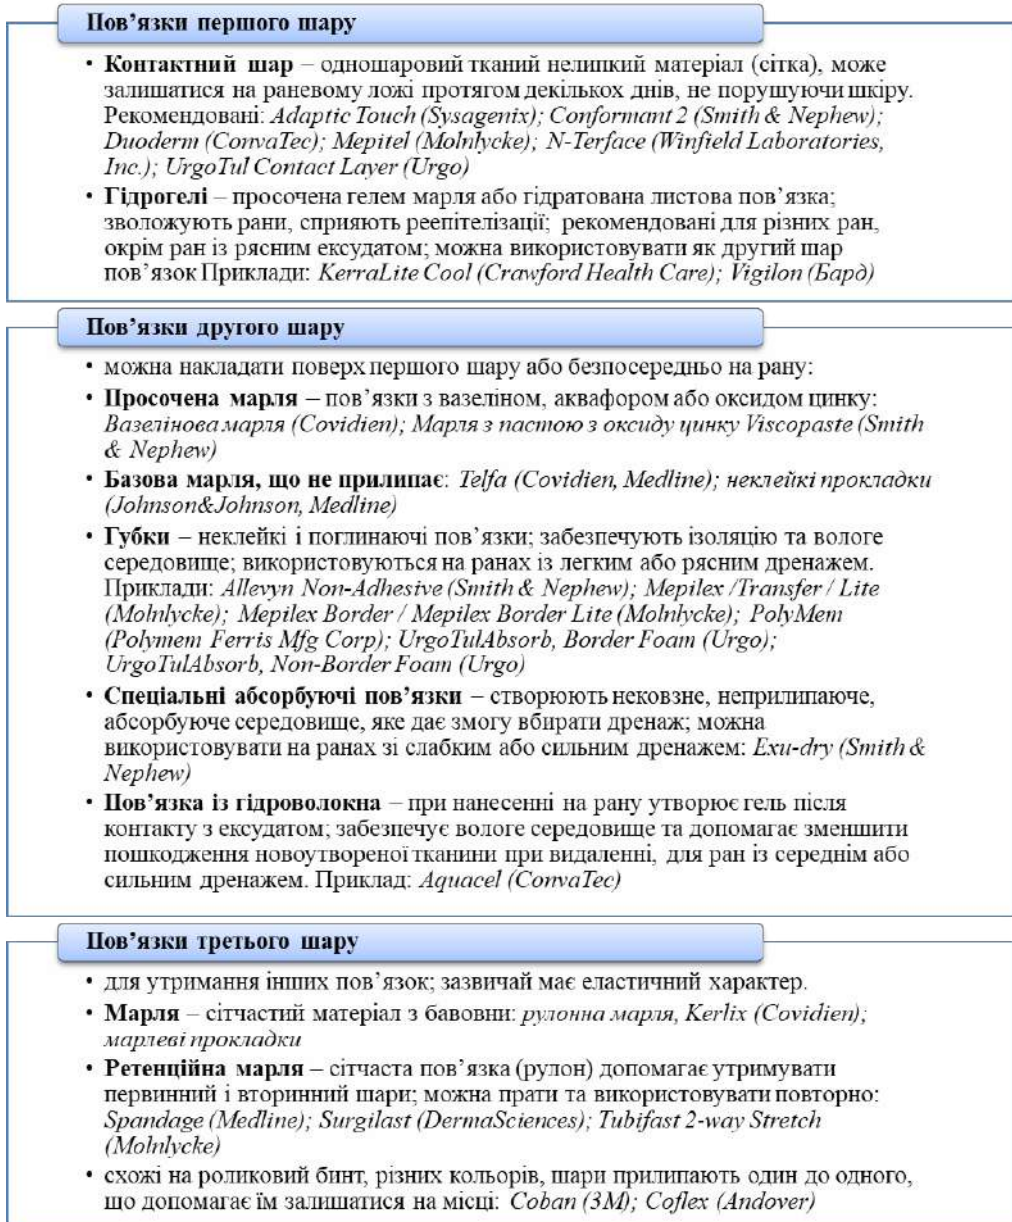 Пов’язки першого шару
• Контактний шар – одношаровий тканий нелипкий матеріал (сітка), може
залишатися на раневому ложі протягом декількох днів, не порушуючи шкіру.
Рекомендовані: Adaptic Touch (Sysagenix); Conformant 2 (Smith & Nephew);
Duoderm (ConvaTec); Mepitel (Molnlycke); N-Terface (Winfield Laboratories,
Inc.); UrgoTul Contact Layer (Urgo)
• Гідрогелі – просочена гелем марля або гідратована листова пов’язка;
зволожують рани, сприяють реепітелізації; рекомендовані для різних ран,
окрім ран із рясним ексудатом; можна використовувати як другий шар
пов’язок Приклади: KerraLite Cool (Crawford Health Care); Vigilon (Бард)
Пов’язки другого шару
• можна накладати поверх першого шару або безпосередньо на рану:
• Просочена марля – пов’язки з вазеліном, аквафором або оксидом цинку:
Вазелінова марля (Covidien); Марля з пастою з оксиду цинку Viscopaste (Smith
& Nephew)
• Базова марля, що не прилипає: Telfa (Covidien, Medline); неклейкі прокладки
(Johnson&Johnson, Medline)
• Губки – неклейкі і поглинаючі пов’язки; забезпечують ізоляцію та вологе
середовище; використовуються на ранах із легким або рясним дренажем.
Приклади: Allevyn Non-Adhesive (Smith & Nephew); Mepilex /Transfer / Lite
(Molnlycke); Mepilex Border / Mepilex Border Lite (Molnlycke); PolyMem
(Polymem Ferris Mfg Corp); UrgoTulAbsorb, Border Foam (Urgo);
UrgoTulAbsorb, Non-Border Foam (Urgo)
• Спеціальні абсорбуючі пов’язки – створюють нековзне, неприлипаюче,
абсорбуюче середовище, яке дає змогу вбирати дренаж; можна
використовувати на ранах зі слабким або сильним дренажем: Exu-dry (Smith &
Nephew)
• Пов’язка із гідроволокна – при нанесенні на рану утворює гель після
контакту з ексудатом; забезпечує вологе середовище та допомагає зменшити
пошкодження новоутвореної тканини при видаленні, для ран із середнім або
сильним дренажем. Приклад: Aquacel (ConvaTec)
Пов’язки третього шару
• для утримання інших пов’язок; зазвичай має еластичний характер.
• Марля – сітчастий матеріал з бавовни: рулонна марля, Kerlix (Covidien);
марлеві прокладки
• Ретенційна марля – сітчаста пов’язка (рулон) допомагає утримувати
первинний і вторинний шари; можна прати та використовувати повторно:
Spandage (Medline); Surgilast (DermaSciences); Tubifast 2-way Stretch
(Molnlycke)
• схожі на роликовий бинт, різних кольорів, шари прилипають один до одного,
що допомагає їм залишатися на місці: Coban (3M); Coflex (Andover)